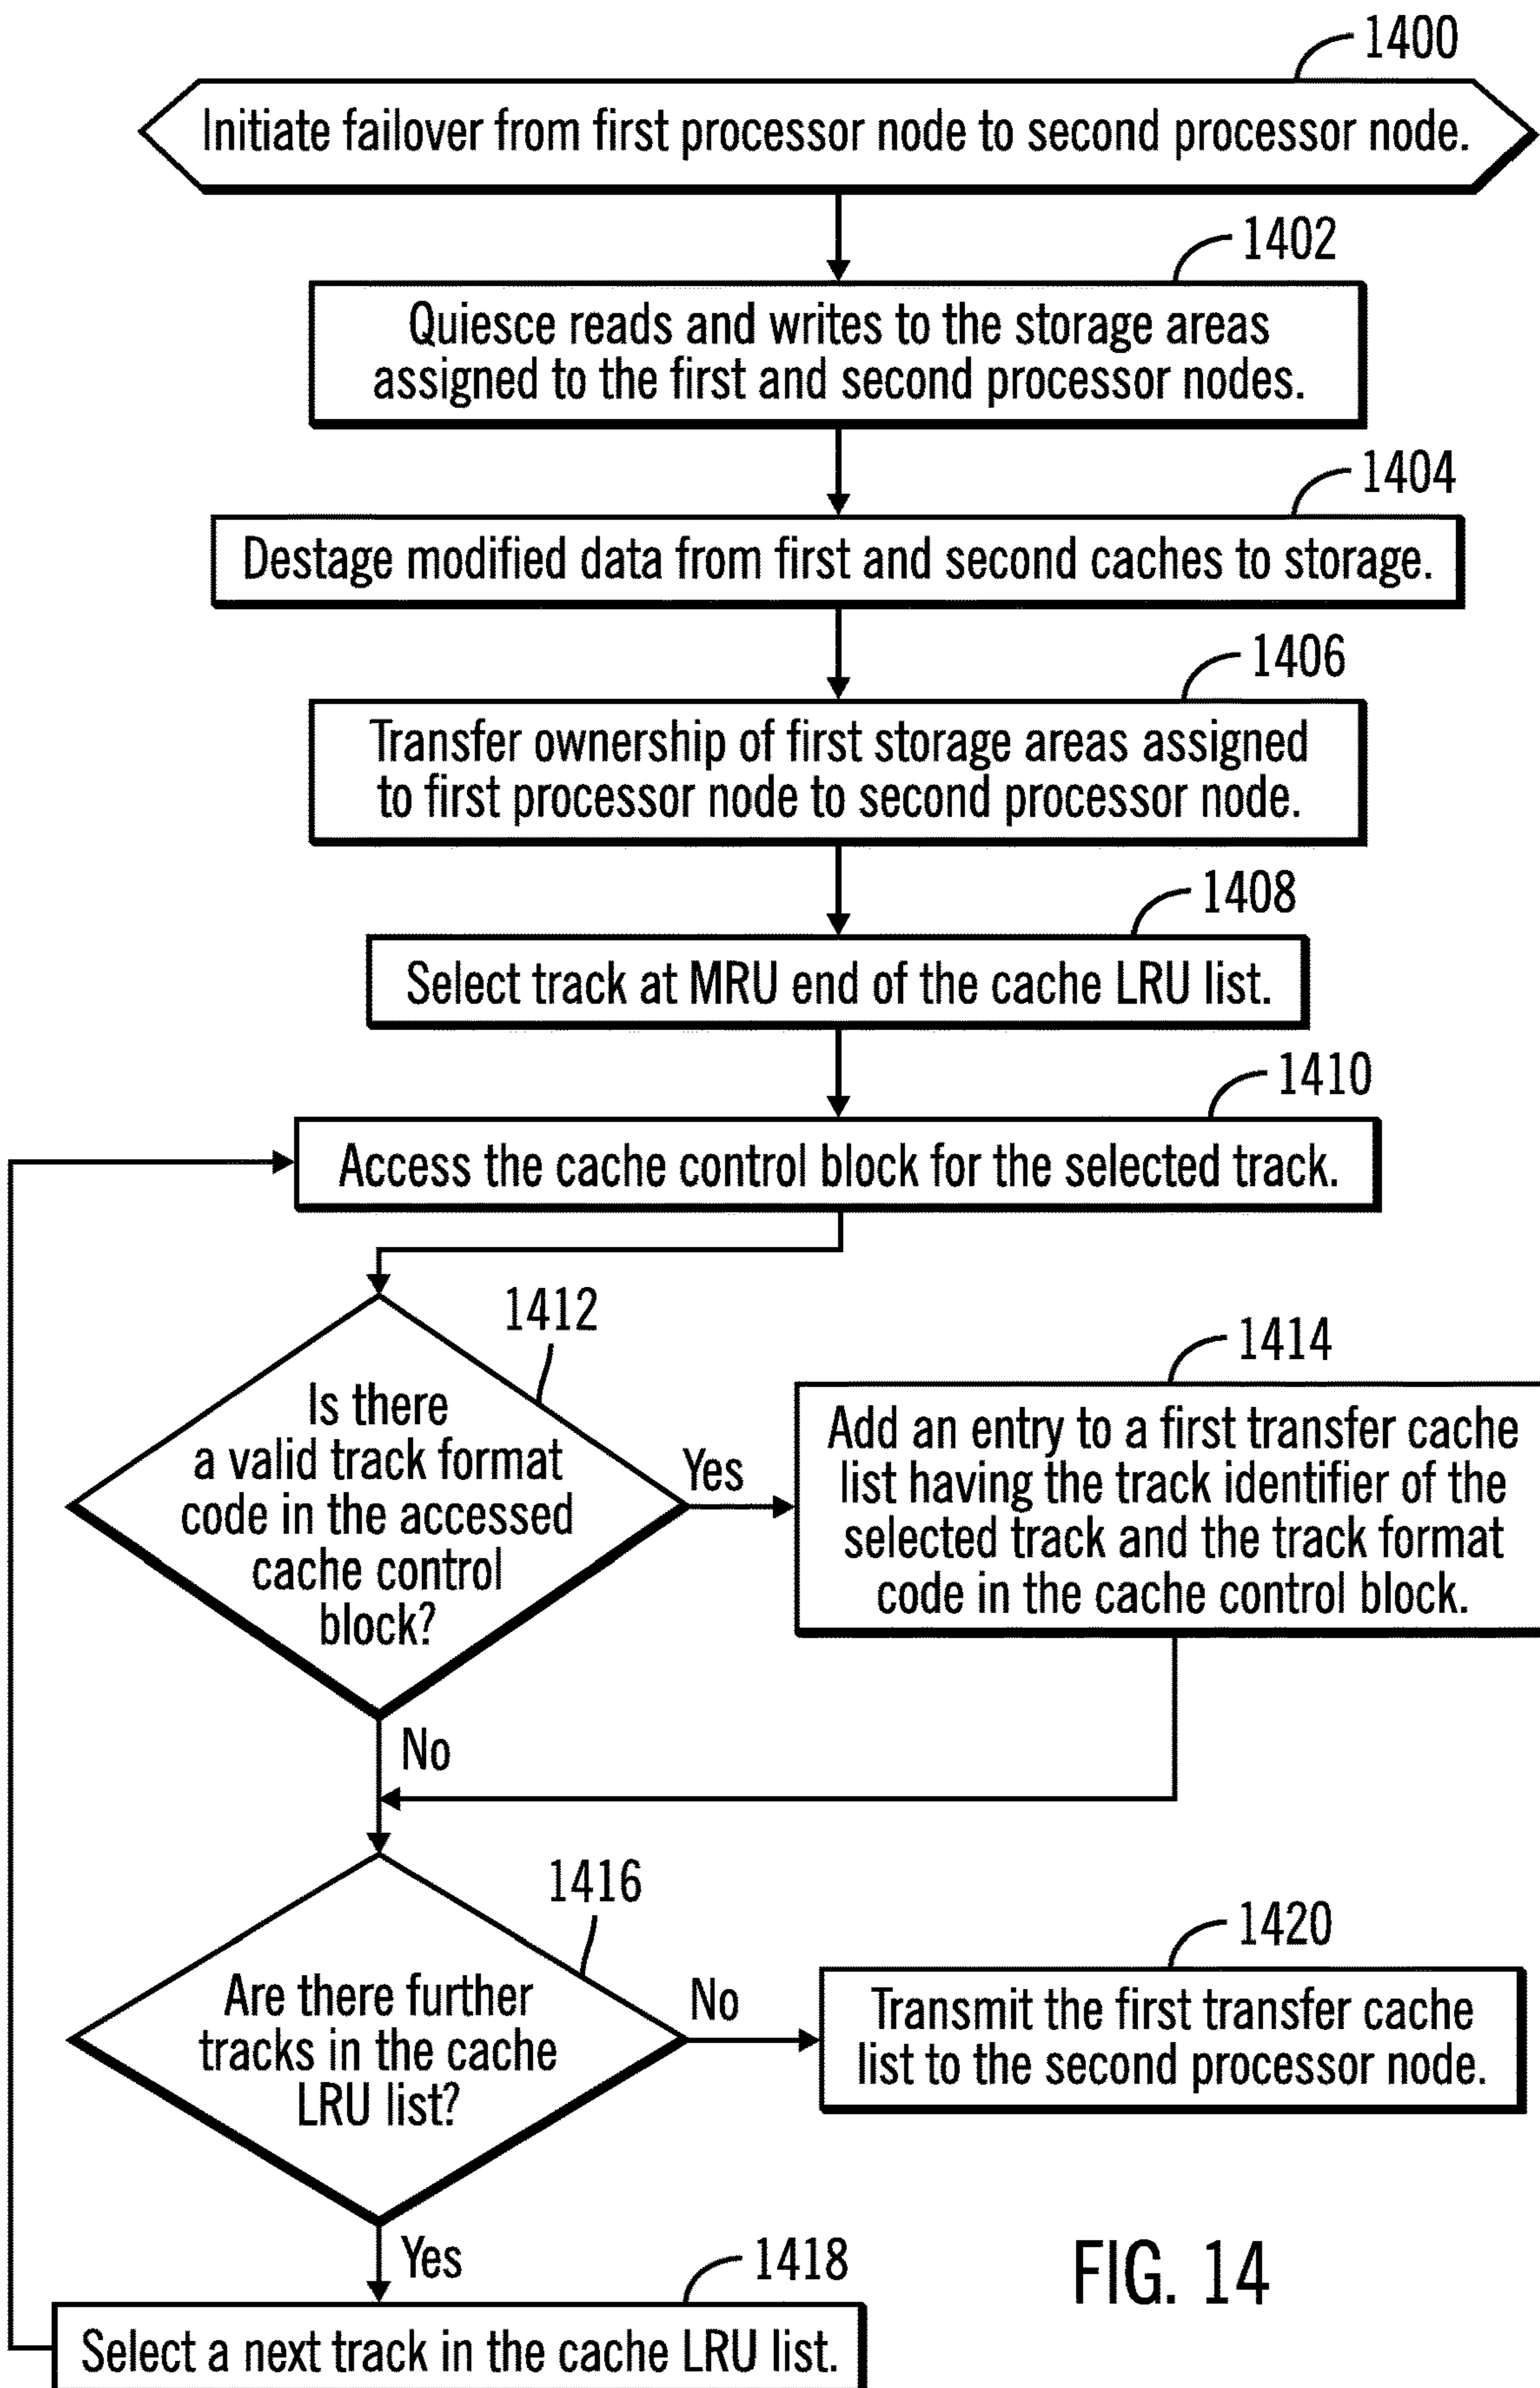 1400
Initiate failover from first processor node to second processor node.
1402
Quiesce reads and writes to the storage areas
assigned to the first and second processor nodes.
1404
Destage modified data from first and second caches to storage.
1406
Transfer ownership of first storage areas assigned
to first processor node to second processor node.
1408
Select track at MRU end of the cache LRU list.
1410
Access the cache control block for the selected track.
1412
Is there
a valid track format
code in the accessed
cache control
block?
Yes
No
1414
Add an entry to a first transfer cache
list having the track identifier of the
selected track and the track format
code in the cache control block.
1416
Are there further
tracks in the cache
LRU list?
No
Yes
1420
Transmit the first transfer cache
list to the second processor node.
1418
Select a next track in the cache LRU list.
FIG. 14